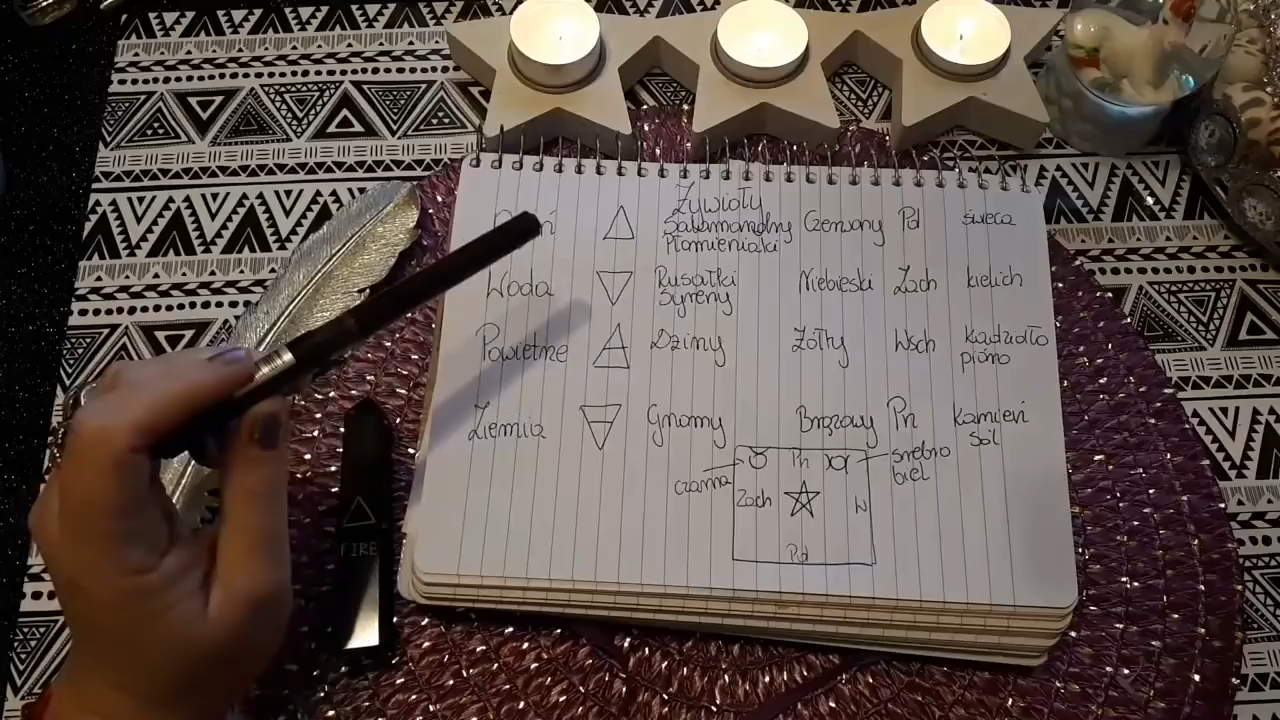 Żywioły
Salamandry Czerwony Pd świeca
Płomieniaki
Woda Rusałki Niebieski Zach kielich
Syreny
Powietrze Dżiny Żółty Wsch Kadzidło
pióro
Ziemia Gnomy Brązowy Pn Kamień
Sól
Pn srebro
czarna biel
Zach W
Pd
FIRE